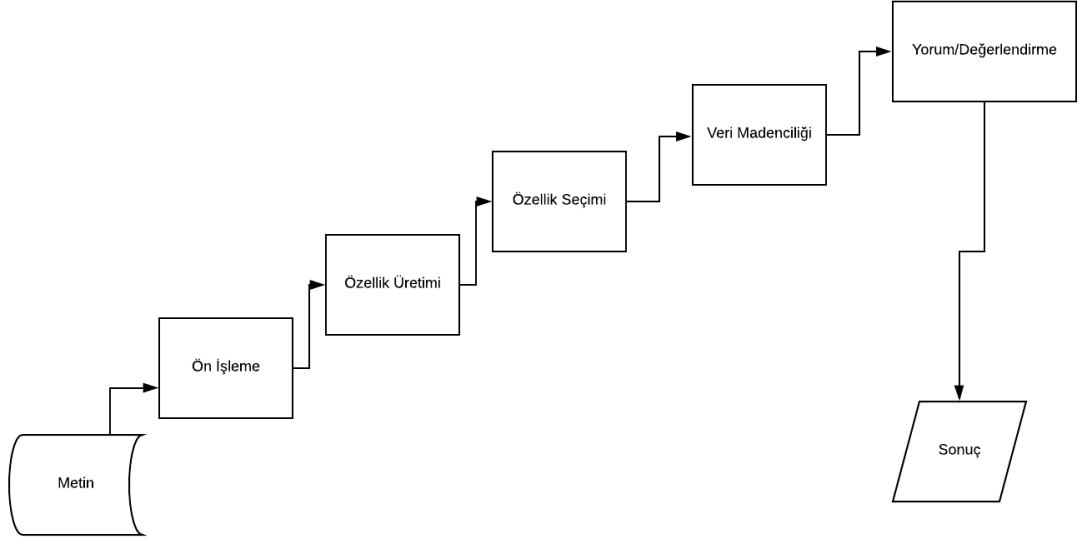 Metin
Ön İşleme
Özellik Üretimi
Özellik Seçimi
Veri Madenciliği
Yorum/Değerlendirme
Sonuç